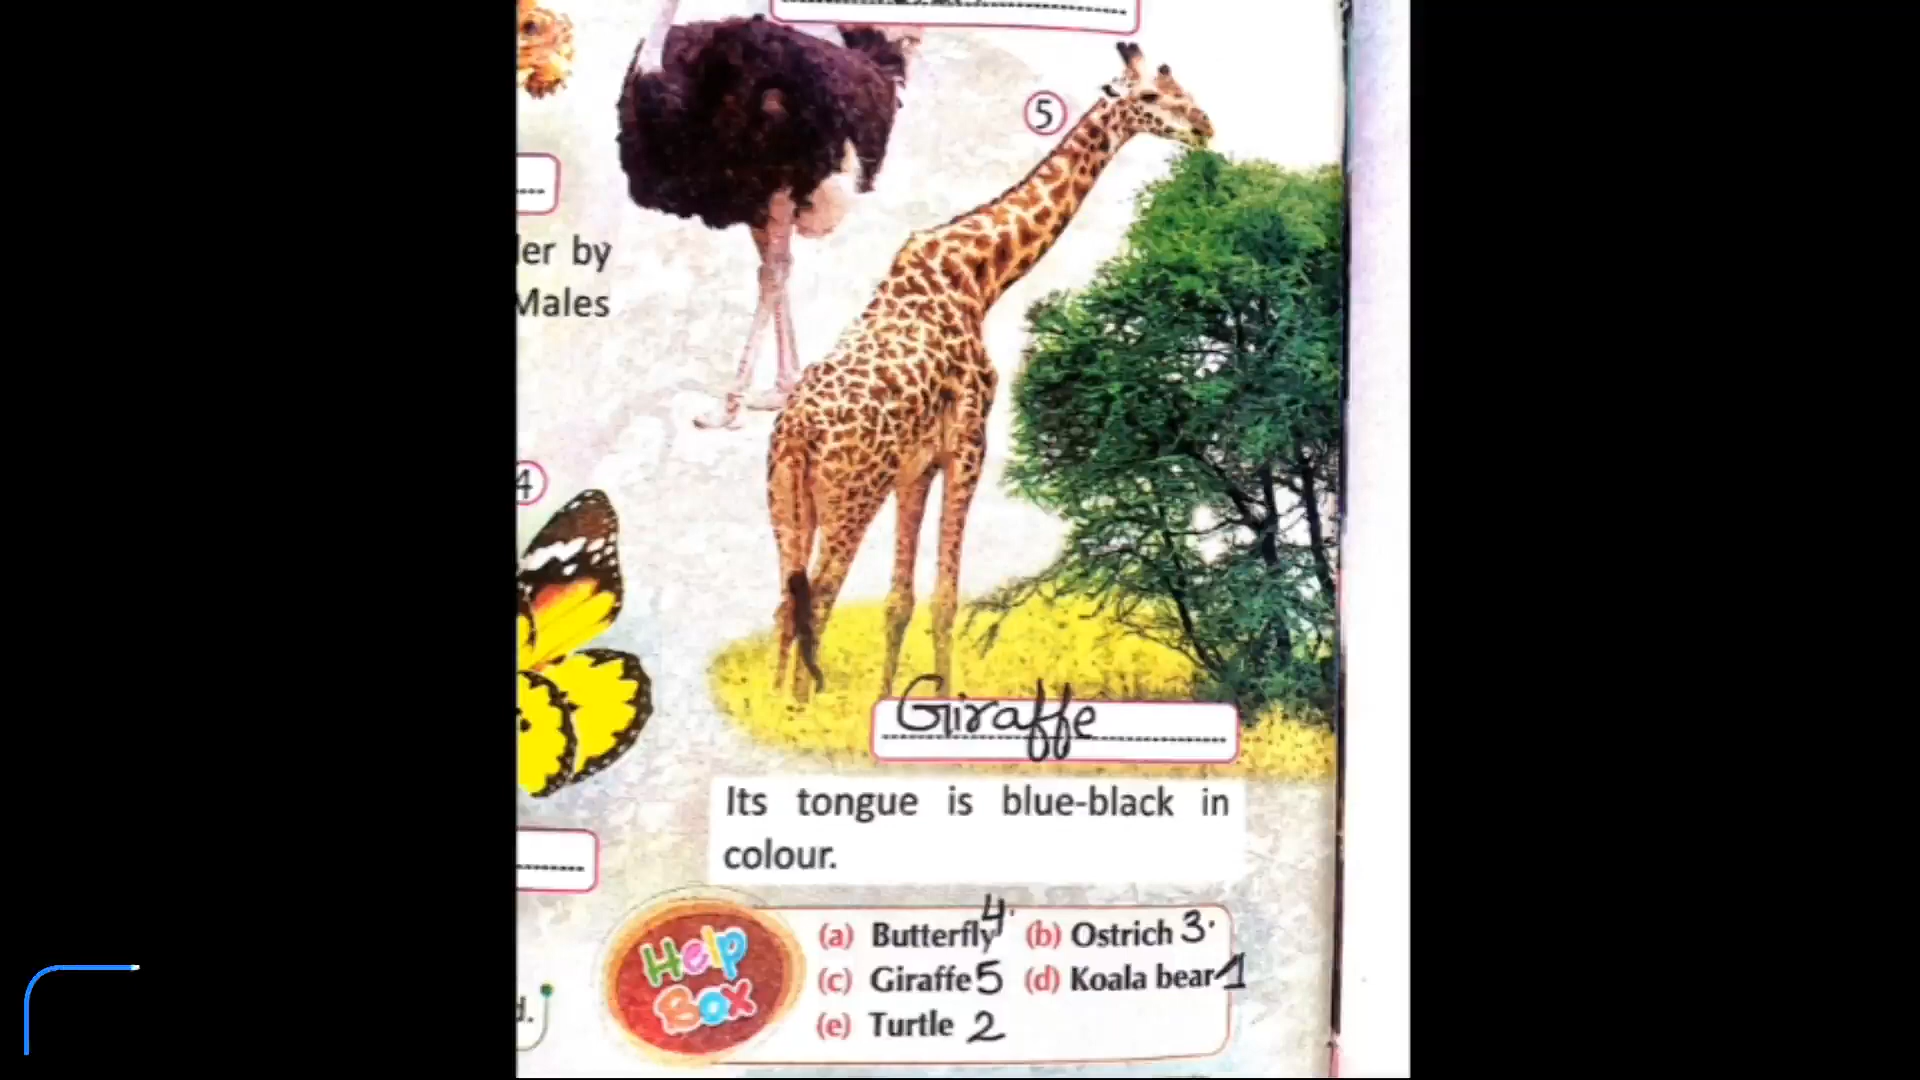 5
ler by
Males
4
Giraffe
Its tongue is blue-black in
colour.
Help
Box
(a) Butterfly 4. (b) Ostrich 3.
(c) Giraffe 5 (d) Koala bear 1
(e) Turtle 2
d.